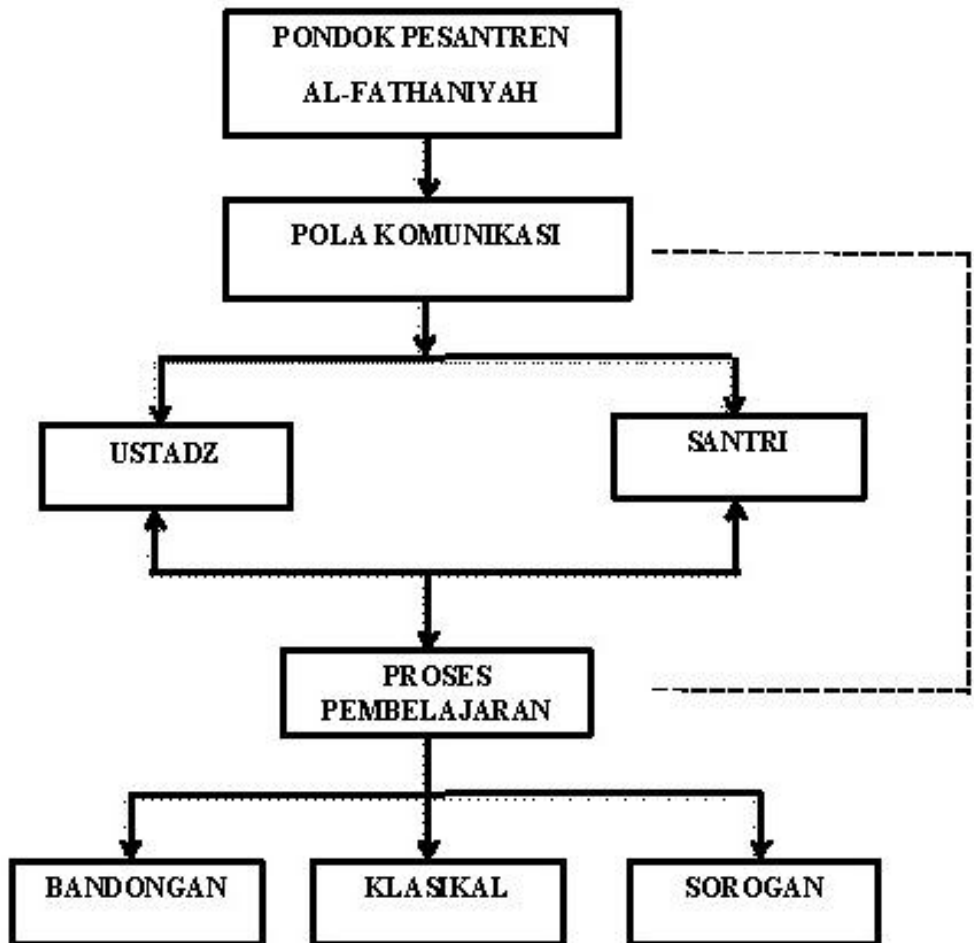 PONDOK PESANTREN
AL-FATHANIYAH
POLA KOMUNIKASI
USTADZ
SANTRI
PROSES
PEMBELAJARAN
BANDONGAN
KLASIKAL
SOROGAN